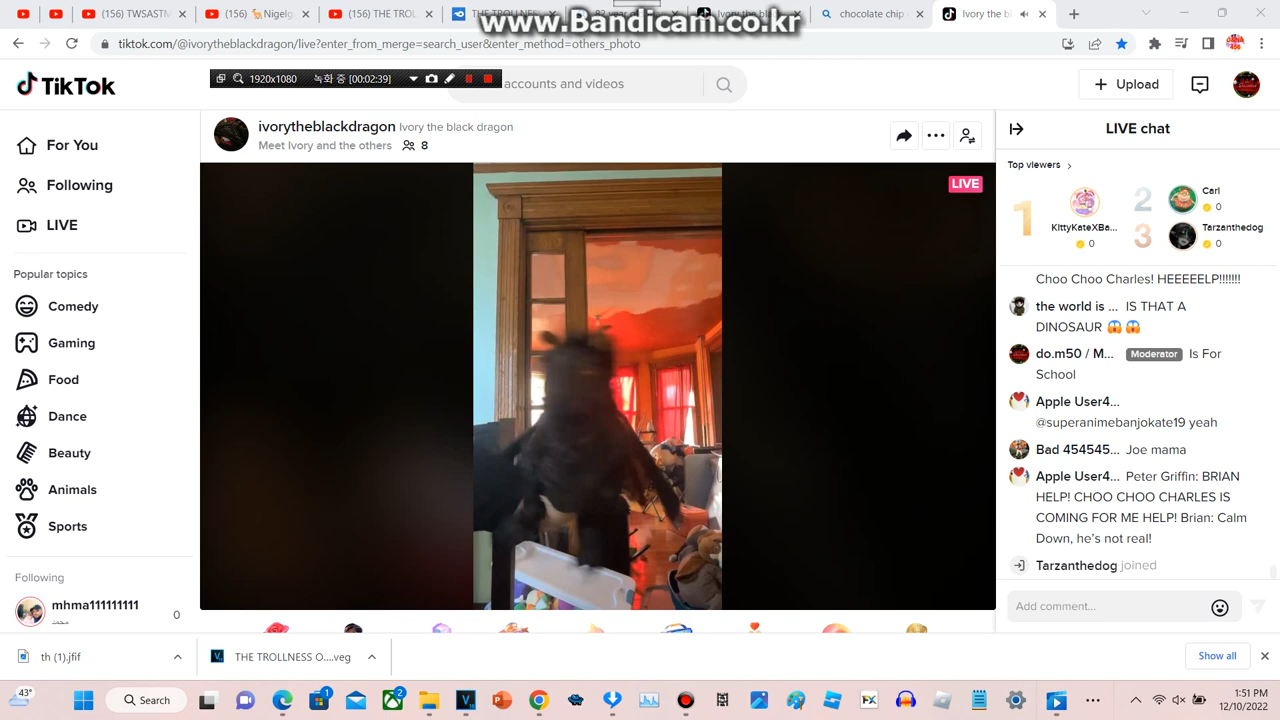 (156) TWSASTM
(156) 🐪Nigelg
(156) THE TROL
THE TROLLNES
Ivory the bl
chocolate chip
Ivory the b
www.Bandicam.co.kr
tiktok.com/@ivorytheblackdragon/live?enter_from_merge=search_user&enter_method=others_photo
TikTok
1920x1080 녹화 중 [00:02:39]
accounts and videos
Upload
ivorytheblackdragon Ivory the black dragon
Meet Ivory and the others 8
For You
Following
LIVE
Popular topics
Comedy
Gaming
Food
Dance
Beauty
Animals
Sports
Following
mhma111111111
0
LIVE
LIVE chat
Top viewers
1
KittyKateXBa...
0
2
Carl
0
3
Tarzanthedog
0
Choo Choo Charles! HEEEEELP!!!!!!!
the world is ... IS THAT A
DINOSAUR 😱 😱
do.m50 / M... Moderator Is For
School
Apple User4...
@superanimebanjokate19 yeah
Bad 454545... Joe mama
Apple User4... Peter Griffin: BRIAN
HELP! CHOO CHOO CHARLES IS
COMING FOR ME HELP! Brian: Calm
Down, he's not real!
Tarzanthedog joined
Add comment...
th (1).jfif
THE TROLLNESS O....veg
Show all
43°
Search
1
2
1:51 PM
12/10/2022